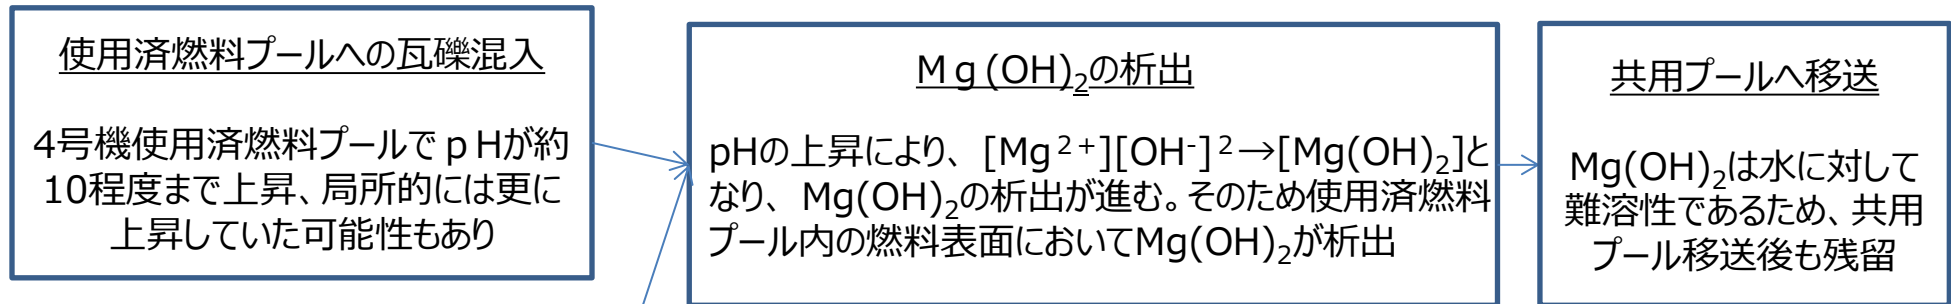 使用済燃料プールへの瓦礫混入
4号機使用済燃料プールでｐHが約
10程度まで上昇、局所的には更に
上昇していた可能性もあり
Ｍｇ(OH)₂の析出
pHの上昇により、[Mg²⁺][OH⁻]²→[Mg(OH)₂]と
なり、Mg(OH)₂の析出が進む。そのため使用済燃料
プール内の燃料表面においてMg(OH)₂が析出
共用プールへ移送
Mg(OH)₂は水に対して
難溶性であるため、共用
プール移送後も残留